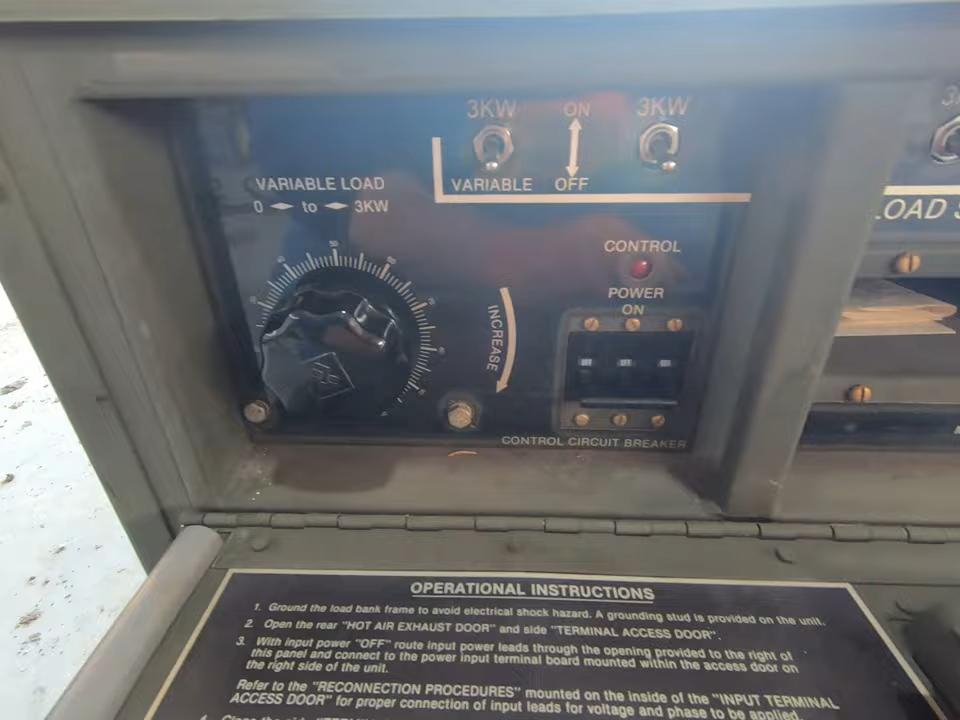 3KW
ON
3KW
VARIABLE
OFF
VARIABLE LOAD
0 to 3KW
LOAD
CONTROL
POWER
ON
50
INCREASE
OFF OFF OFF
CONTROL CIRCUIT BREAKER
OPERATIONAL INSTRUCTIONS
1. Ground the load bank frame to avoid electrical shock hazard. A grounding stud is provided on the unit.
2. Open the rear "HOT AIR EXHAUST DOOR" and side "TERMINAL ACCESS DOOR".
3. With input power "OFF" route input power leads through the opening provided to the right of
this panel and connect to the power input terminal board mounted within the access door on
the right side of the unit.
Refer to the "RECONNECTION PROCEDURES" mounted on the inside of the "INPUT TERMINAL
ACCESS DOOR" for proper connection of input leads for voltage and phase to be applied.